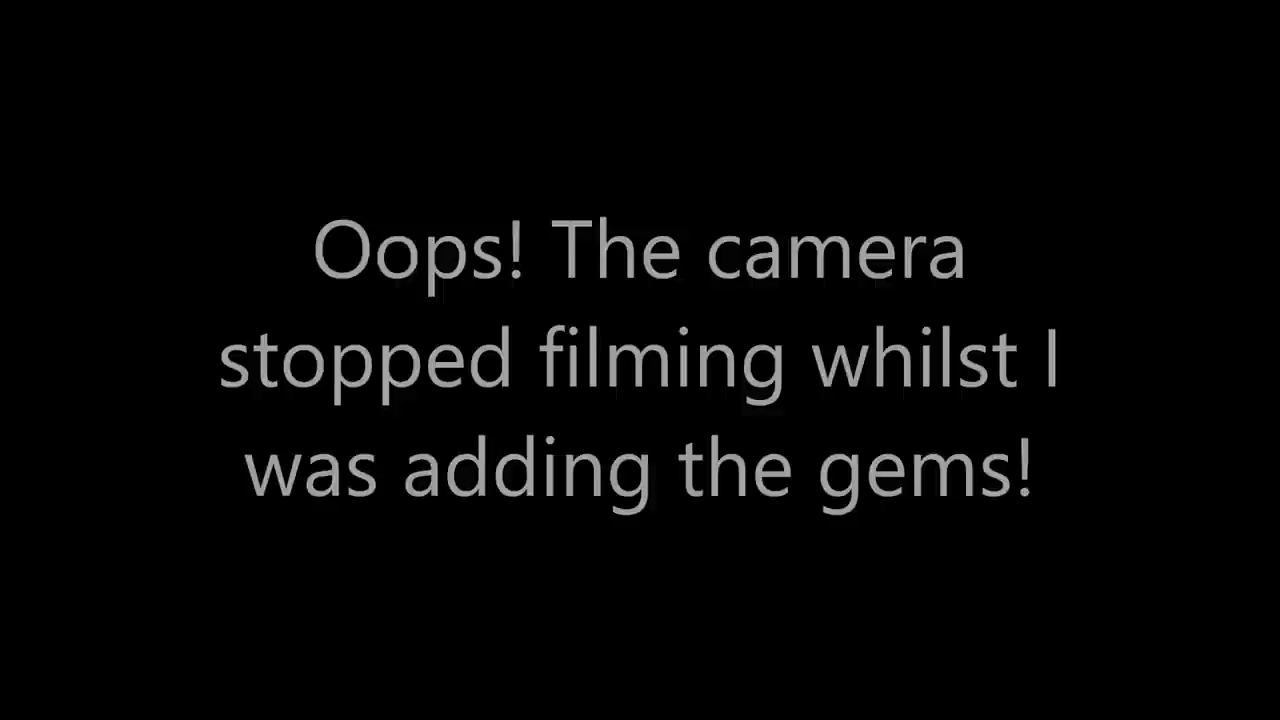 Oops! The camera
stopped filming whilst I
was adding the gems!